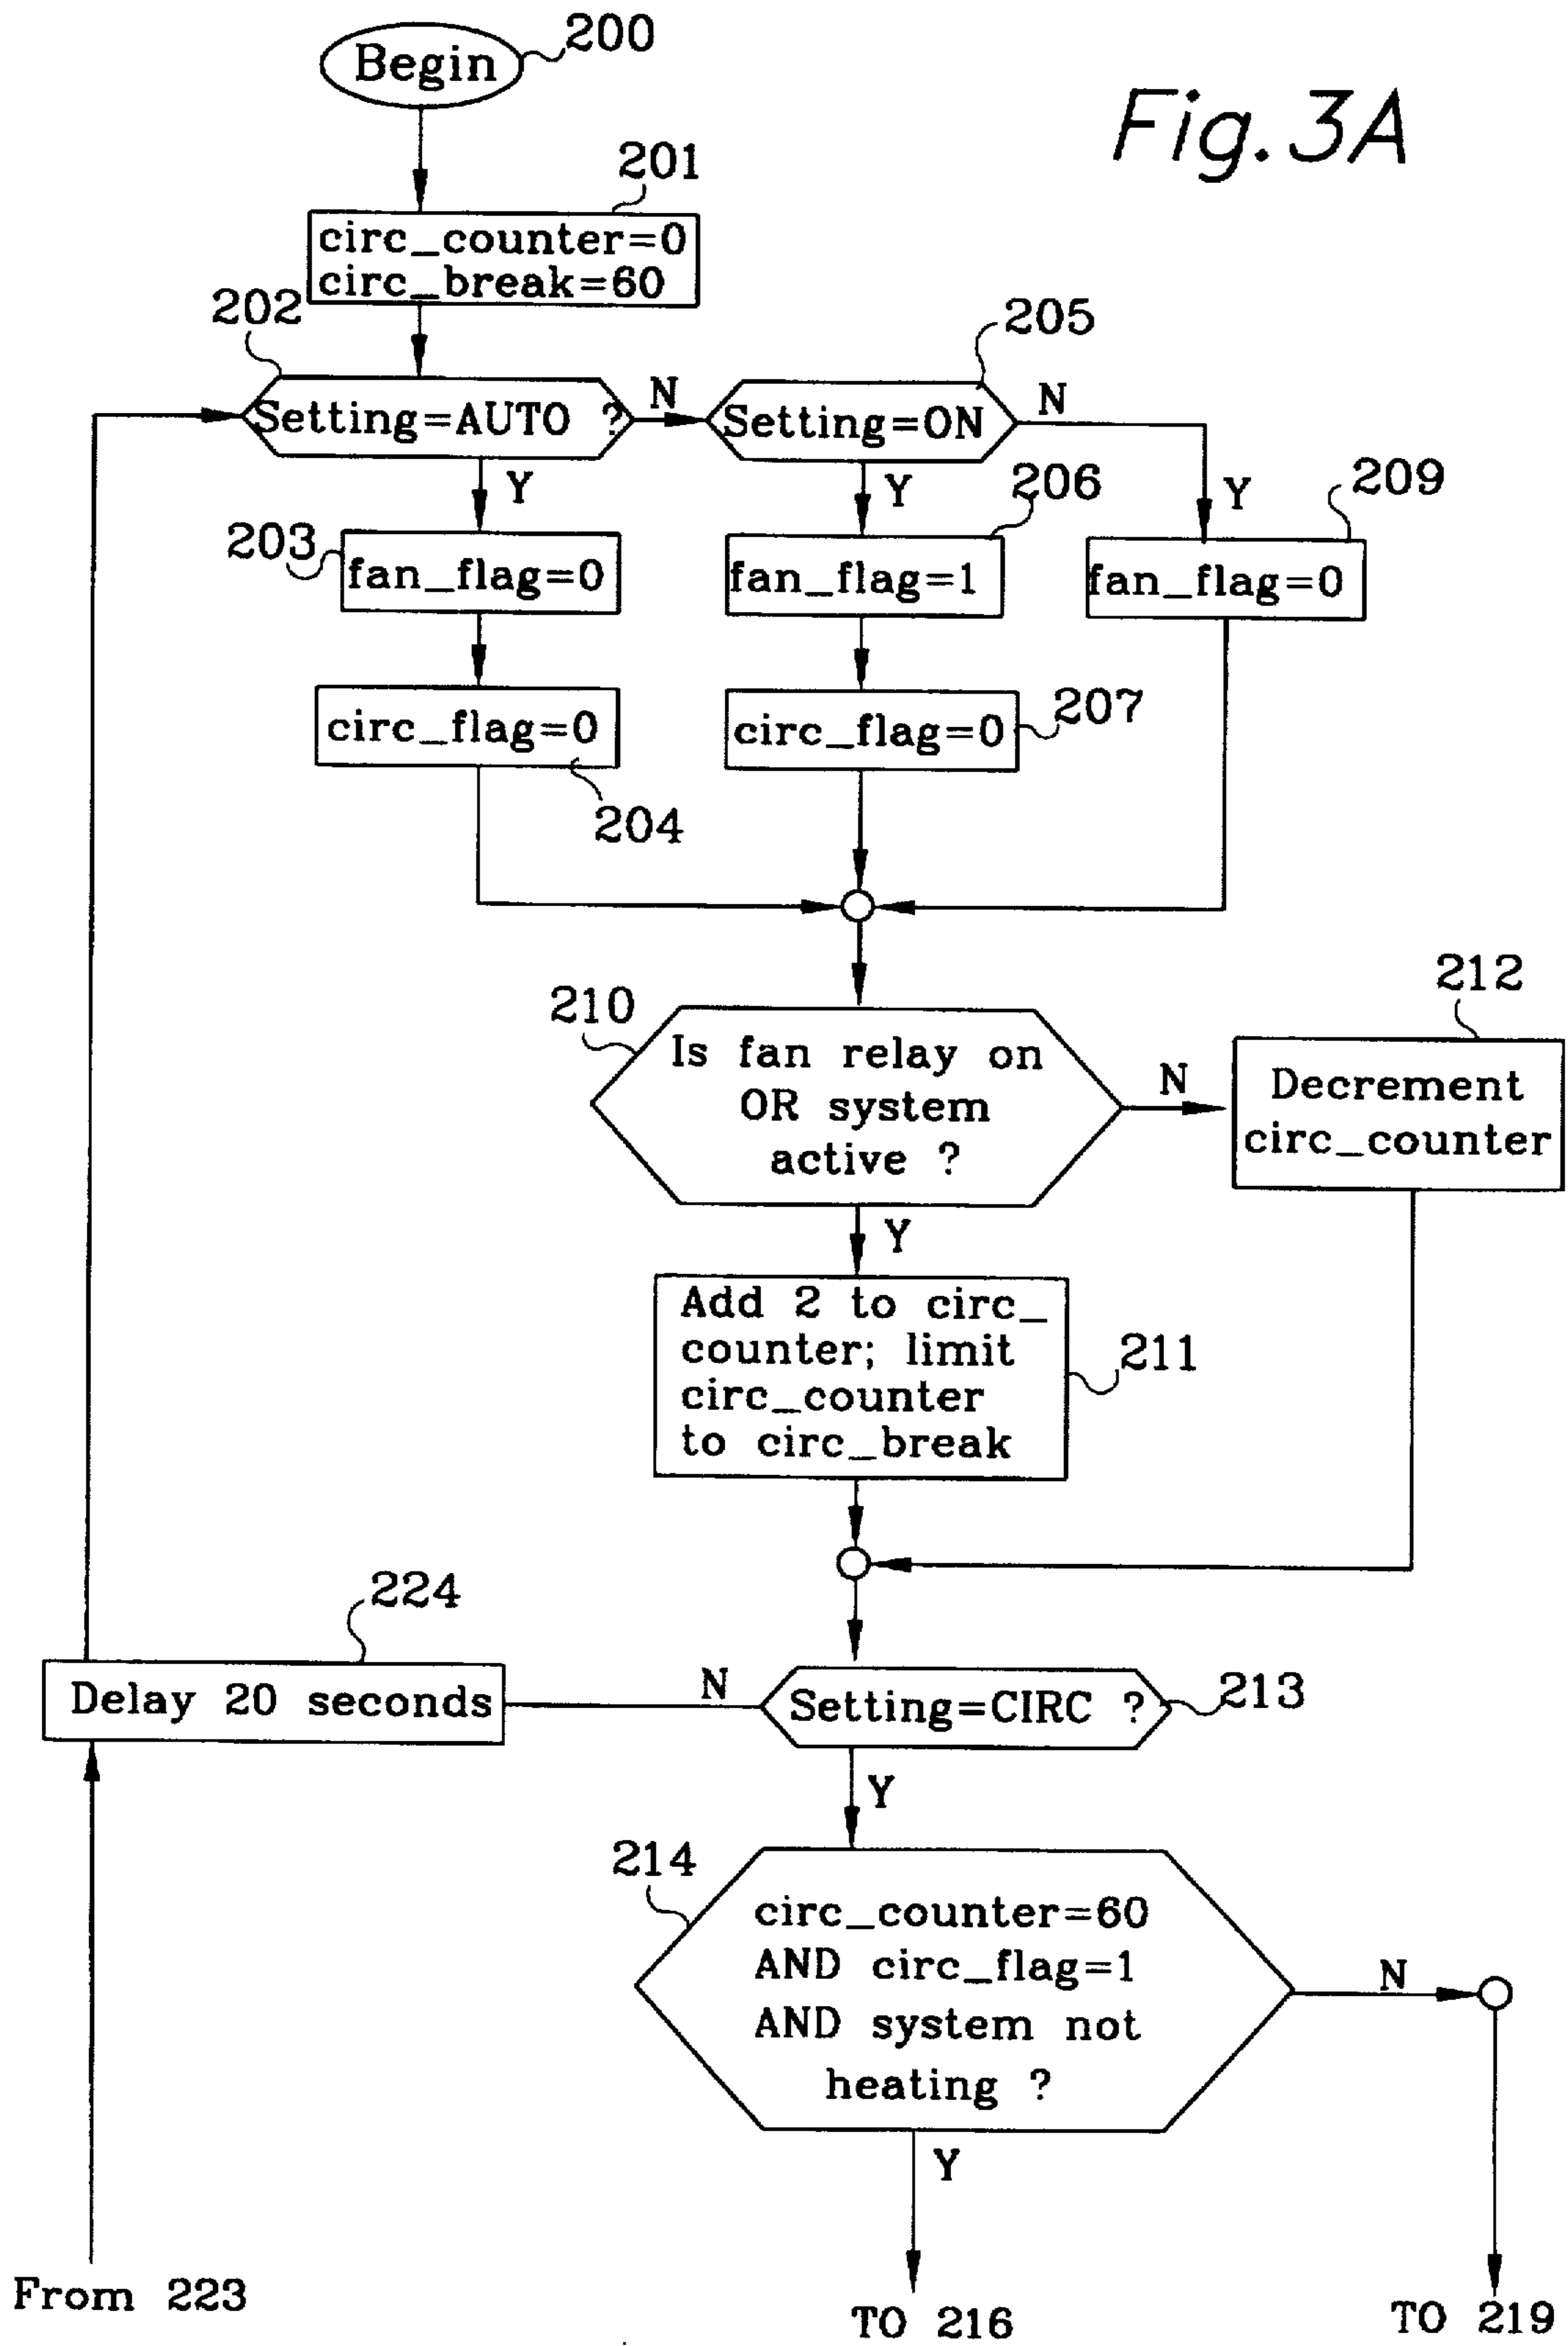 Begin
200
Fig. 3A
201
circ_counter=0
circ_break=60
202
205
Setting=AUTO ?
N
Setting=ON
N
Y
Y
206
Y
209
203
fan_flag=0
fan_flag=1
fan_flag=0
circ_flag=0
circ_flag=0
207
204
210
212
Is fan relay on
OR system
active ?
N
Decrement
circ_counter
Y
Add 2 to circ_
counter; limit
circ_counter
to circ_break
211
224
Delay 20 seconds
N
Setting=CIRC ?
213
Y
214
circ_counter=60
AND circ_flag=1
AND system not
heating ?
N
Y
From 223
TO 216
TO 219